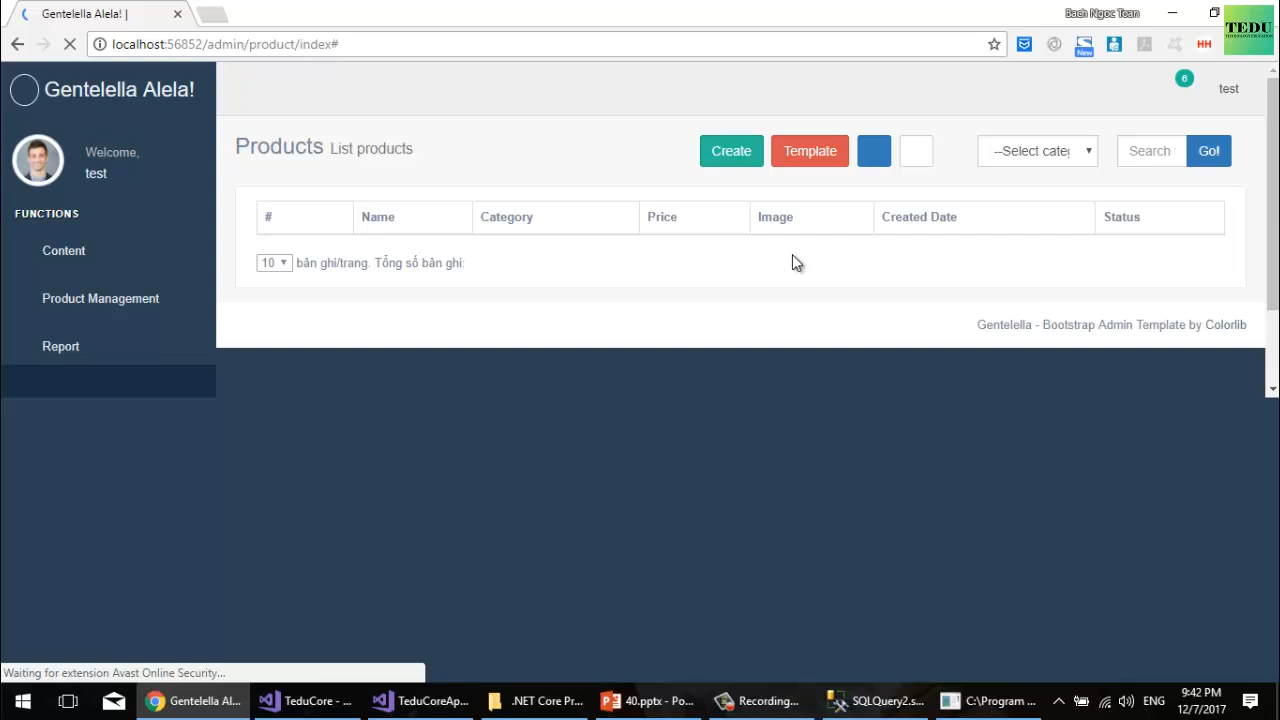 Gentelella Alela! |
Bach Ngoc Toan
TEDU
localhost:56852/admin/product/index#
New
HH
Gentelella Alela!
6
test
Welcome,
test
Products List products
Create
Template
--Select cate
Search
Go!
FUNCTIONS
Content
Product Management
Report
# Name Category Price Image Created Date Status
10 bản ghi/trang. Tổng số bản ghi:
Gentelella - Bootstrap Admin Template by Colorlib
Waiting for extension Avast Online Security...
Gentelella Al...
TeduCore - ...
TeduCoreAp...
.NET Core Pr...
40.pptx - Po...
Recording...
SQLQuery2.s...
C:\Program ...
ENG
9:42 PM
12/7/2017